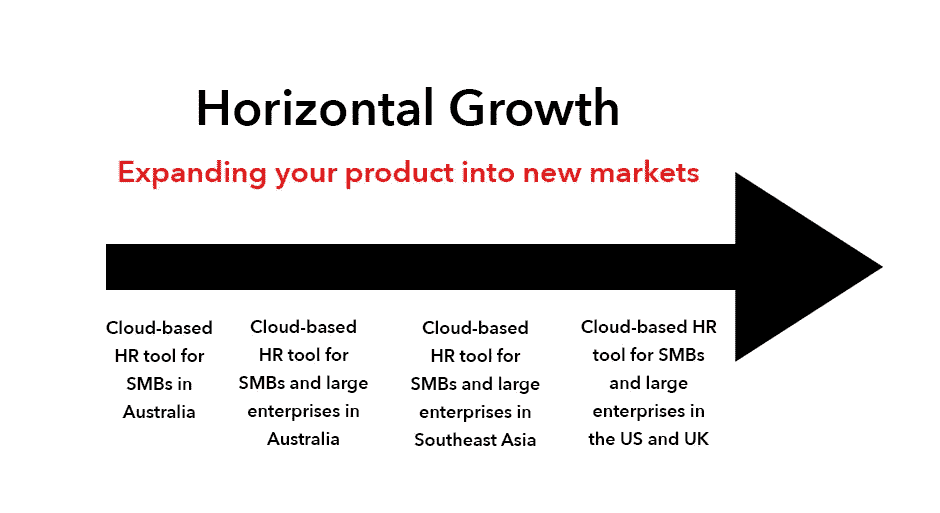 Horizontal Growth
Expanding your product into new markets
Cloud-based
HR tool for
SMBs in
Australia
Cloud-based
HR tool for
SMBs and large
enterprises in
Australia
Cloud-based
HR tool for
SMBs and large
enterprises in
Southeast Asia
Cloud-based HR
tool for SMBs
and large
enterprises in
the US and UK